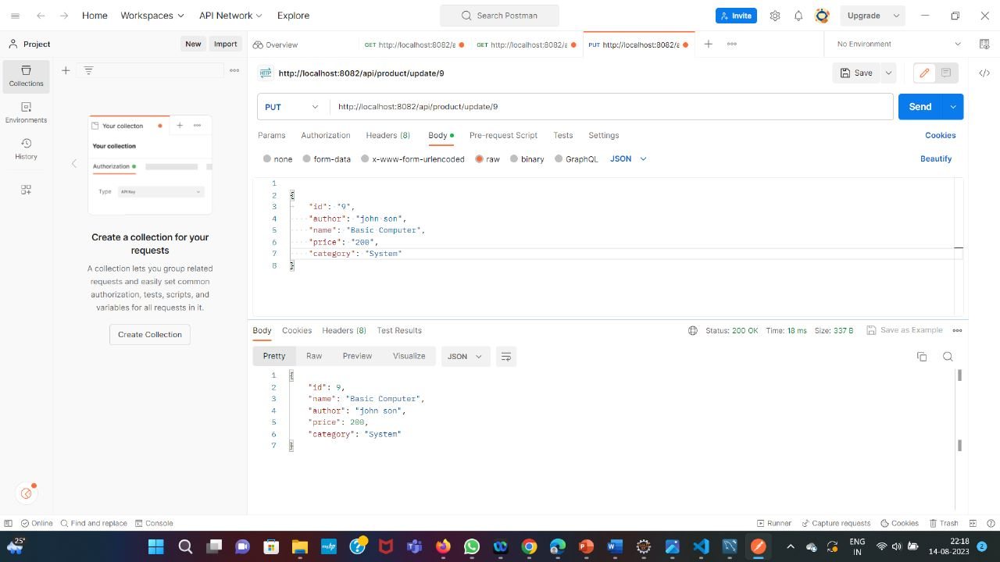 Home Workspaces API Network Explore Search Postman Invite Upgrade
Project New Import Overview GET http://localhost:8082/a GET http://localhost:8082/a PUT http://localhost:8082/a No Environment
Collections
Environments
History
Your collecton
Your collection
Authorization
Type API Key
Create a collection for your
requests
A collection lets you group related
requests and easily set common
authorization, tests, scripts, and
variables for all requests in it.
Create Collection
HTTP http://localhost:8082/api/product/update/9 Save
PUT http://localhost:8082/api/product/update/9 Send
Params Authorization Headers (8) Body Pre-request Script Tests Settings Cookies
none form-data x-www-form-urlencoded raw binary GraphQL JSON Beautify
1
2 {
3 "id": "9",
4 "author": "john son",
5 "name": "Basic Computer",
6 "price": "200",
7 "category": "System"
8 }
Body Cookies Headers (8) Test Results Status: 200 OK Time: 18 ms Size: 337 B Save as Example
Pretty Raw Preview Visualize JSON
1 {
2 "id": 9,
3 "name": "Basic Computer",
4 "author": "john son",
5 "price": 200,
6 "category": "System"
7 }
Online Find and replace Console Runner Capture requests Cookies Trash
25° ENG 22:18
IN 14-08-2023 2